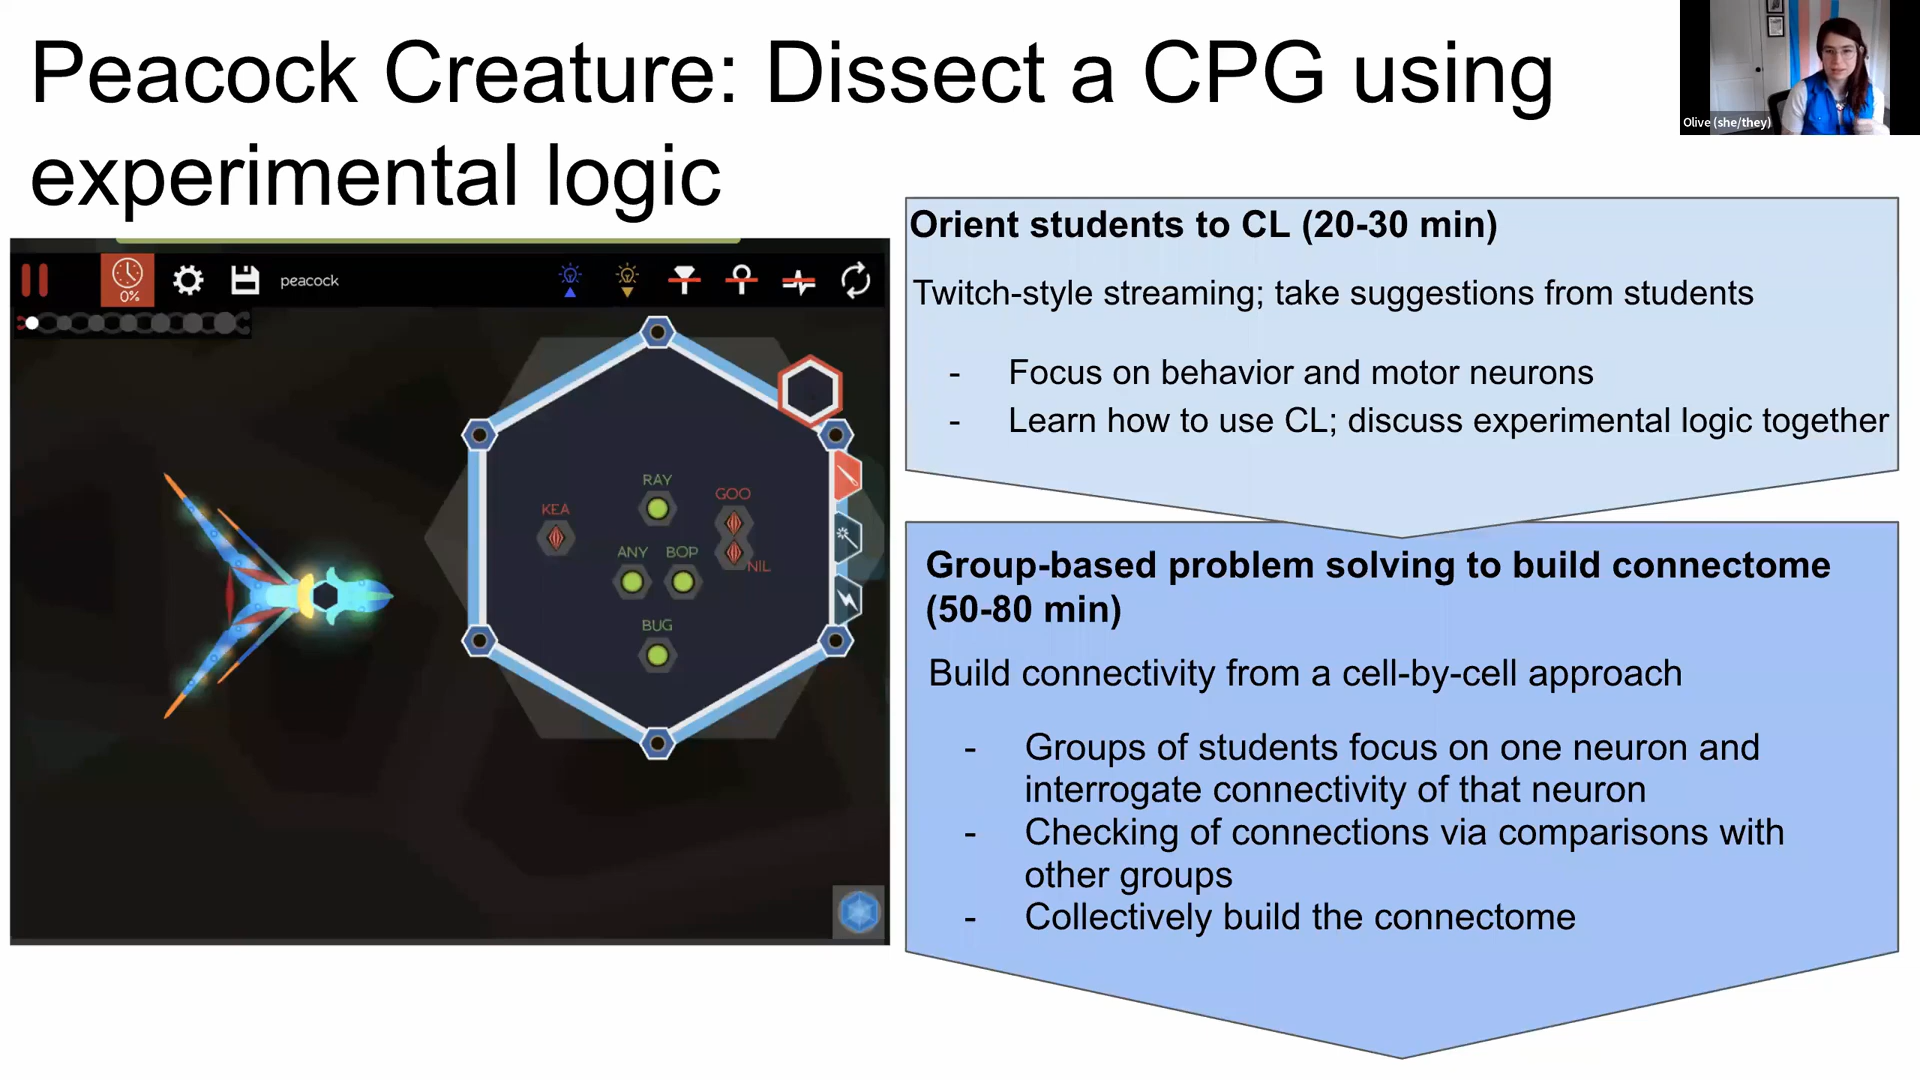 Peacock Creature: Dissect a CPG using
experimental logic
Olive (she/they)
0%
peacock
RAY
GOO
KEA
ANY
BOP
NIL
BUG
Orient students to CL (20-30 min)
Twitch-style streaming; take suggestions from students
- Focus on behavior and motor neurons
- Learn how to use CL; discuss experimental logic together
Group-based problem solving to build connectome
(50-80 min)
Build connectivity from a cell-by-cell approach
- Groups of students focus on one neuron and
interrogate connectivity of that neuron
- Checking of connections via comparisons with
other groups
- Collectively build the connectome